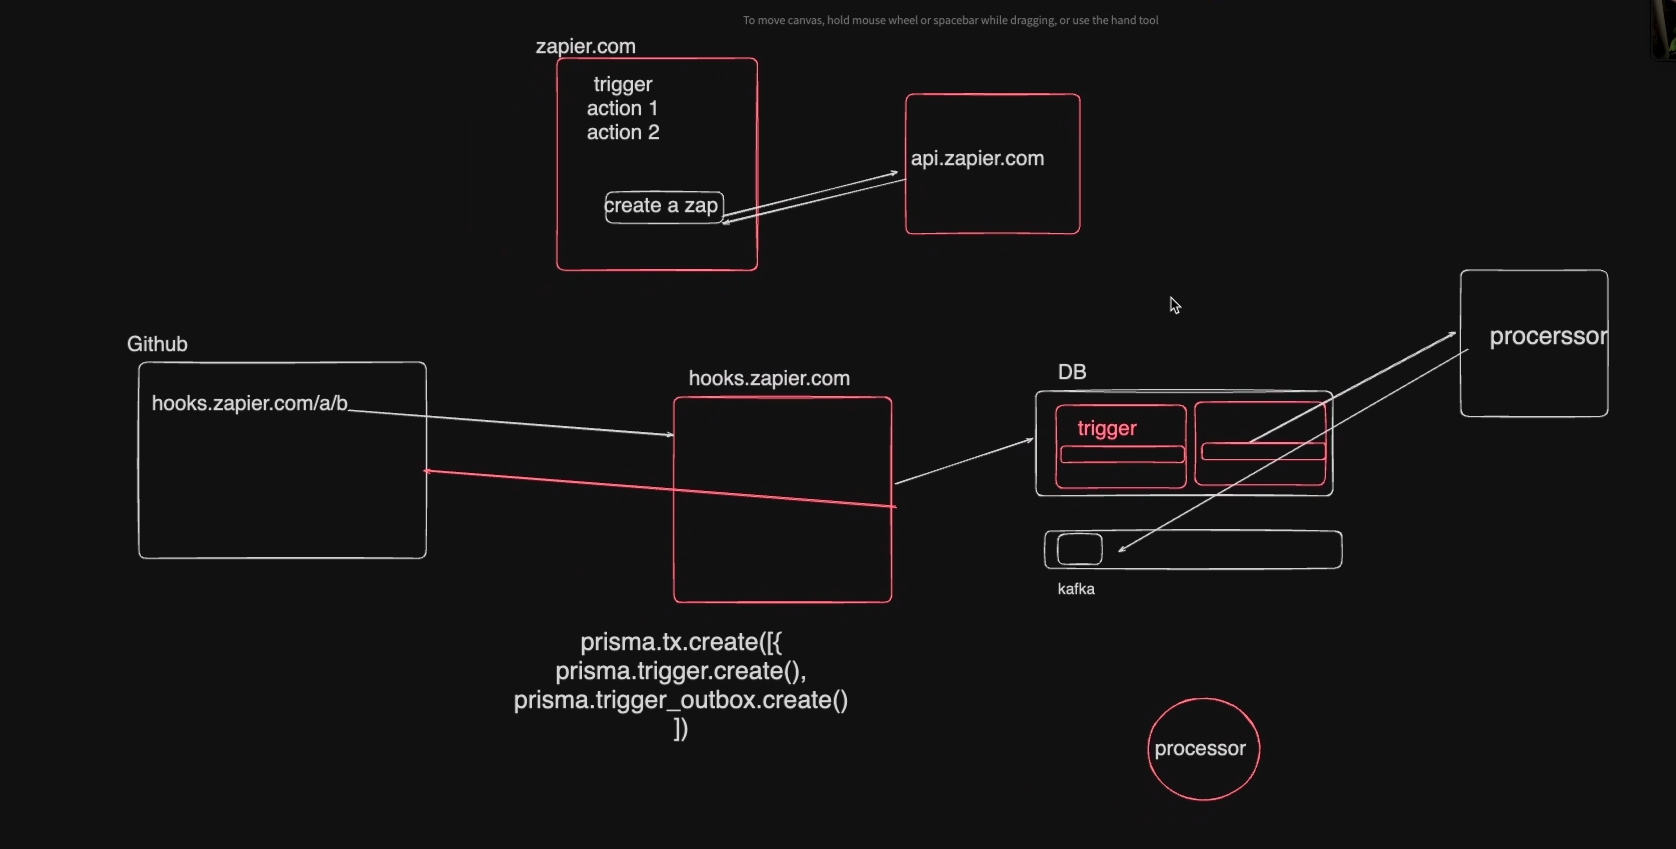 To move canvas, hold mouse wheel or spacebar while dragging, or use the hand tool
zapier.com
trigger
action 1
action 2
create a zap
api.zapier.com
Github
hooks.zapier.com/a/b
hooks.zapier.com
DB
trigger
procerssor
kafka
prisma.tx.create([{
prisma.trigger.create(),
prisma.trigger_outbox.create()
])
processor